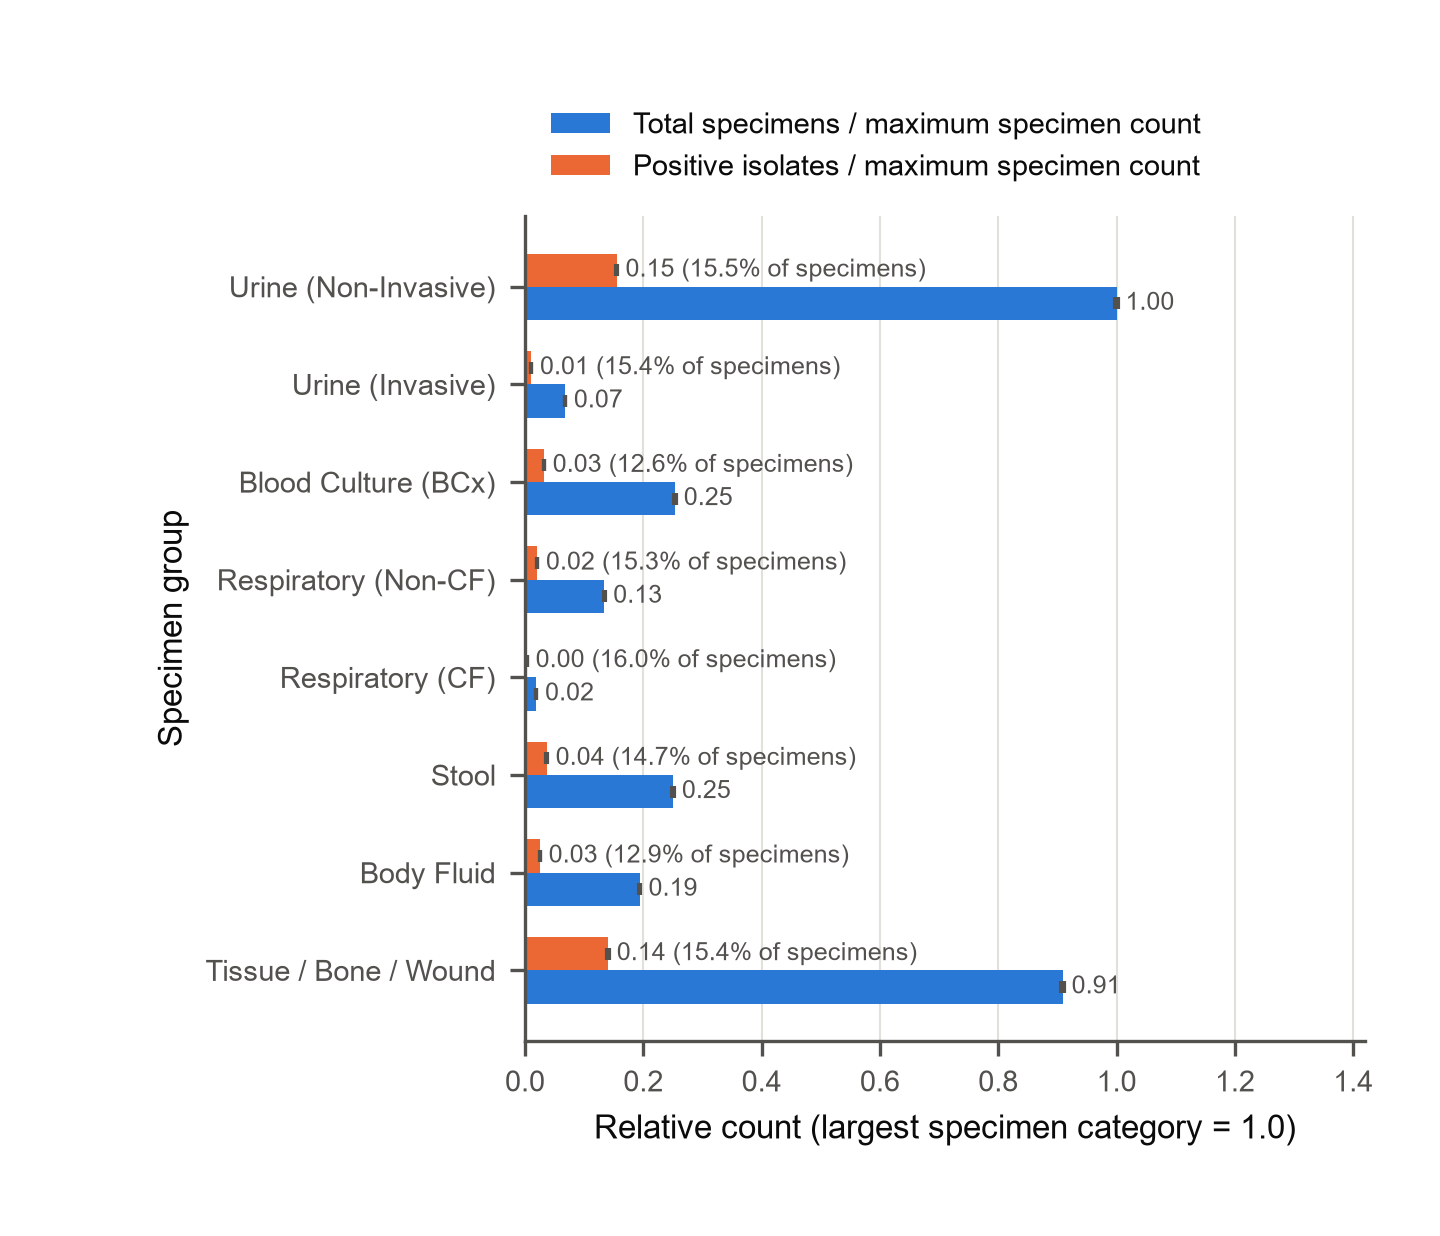 Total specimens / maximum specimen count
Positive isolates / maximum specimen count
Urine (Non-Invasive)
0.15 (15.5% of specimens)
1.00
Urine (Invasive)
0.01 (15.4% of specimens)
0.07
Blood Culture (BCx)
0.03 (12.6% of specimens)
0.25
Respiratory (Non-CF)
0.02 (15.3% of specimens)
0.13
Respiratory (CF)
0.00 (16.0% of specimens)
0.02
Stool
0.04 (14.7% of specimens)
0.25
Body Fluid
0.03 (12.9% of specimens)
0.19
Tissue / Bone / Wound
0.14 (15.4% of specimens)
0.91
Specimen group
0.0 0.2 0.4 0.6 0.8 1.0 1.2 1.4
Relative count (largest specimen category = 1.0)